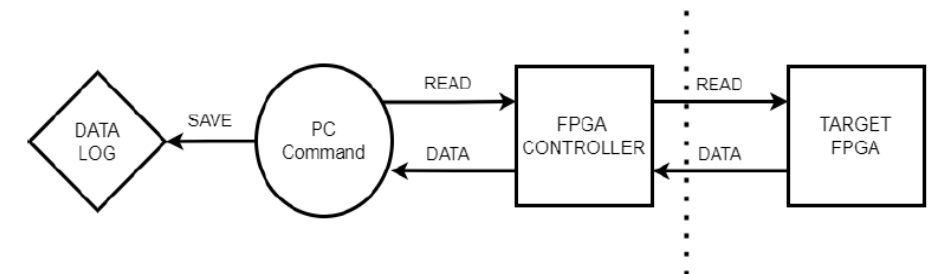 DATA
LOG
SAVE
PC
Command
READ
DATA
FPGA
CONTROLLER
READ
DATA
TARGET
FPGA